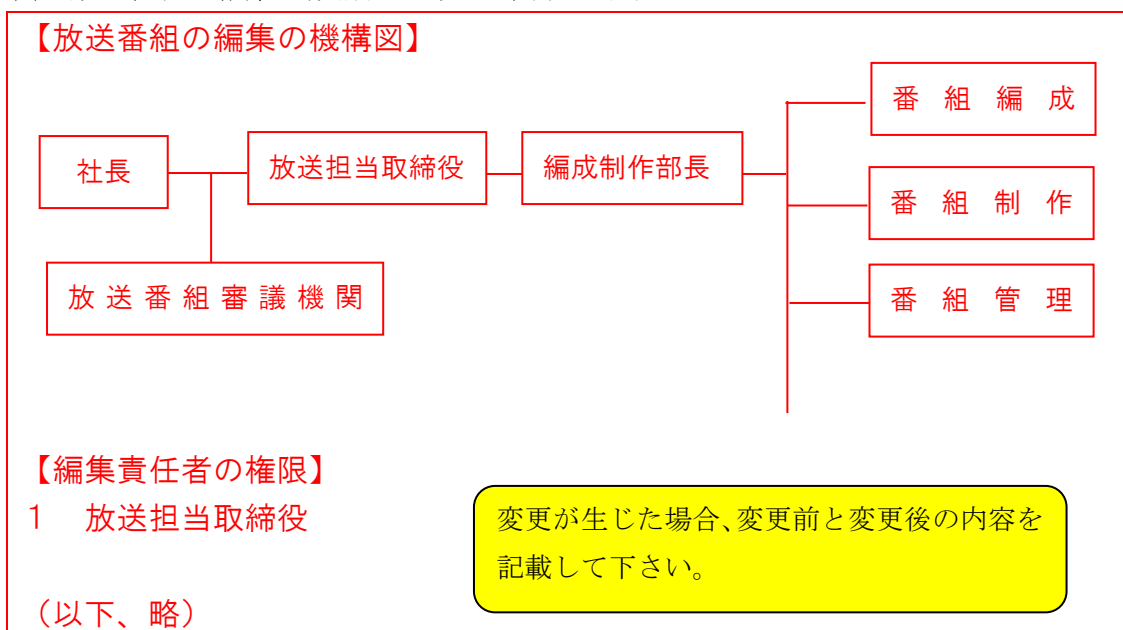 【放送番組の編集の機構図】
番組編成
社長
放送担当取締役
編成制作部長
番組制作
放送番組審議機関
番組管理
【編集責任者の権限】
1　放送担当取締役
変更が生じた場合、変更前と変更後の内容を
記載して下さい。
（以下、略）